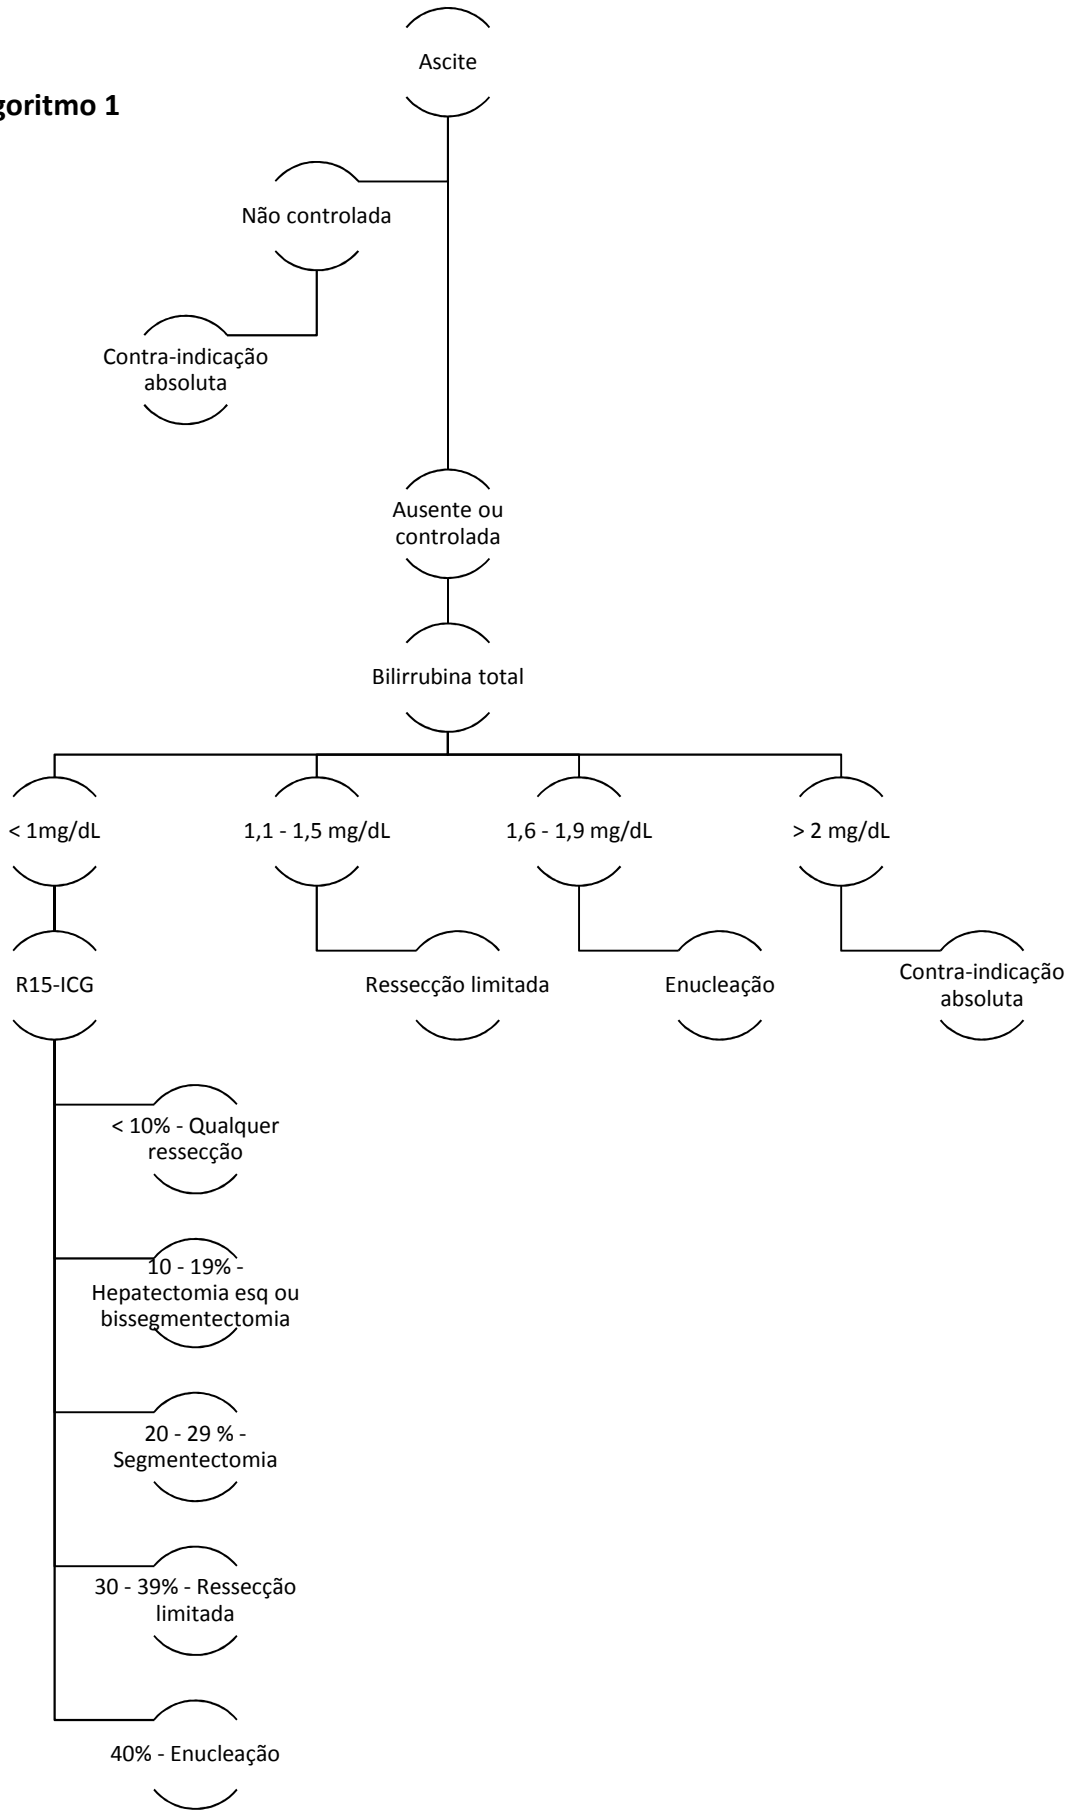 Ascite
goritmo 1
Não controlada
Contra-indicação
absoluta
Ausente ou
controlada
Bilirrubina total
< 1mg/dL
1,1 - 1,5 mg/dL
1,6 - 1,9 mg/dL
> 2 mg/dL
R15-ICG
Ressecção limitada
Enucleação
Contra-indicação
absoluta
< 10% - Qualquer
ressecção
10 - 19% -
Hepatectomia esq ou
bissegmentectomia
20 - 29 % -
Segmentectomia
30 - 39% - Ressecção
limitada
40% - Enucleação